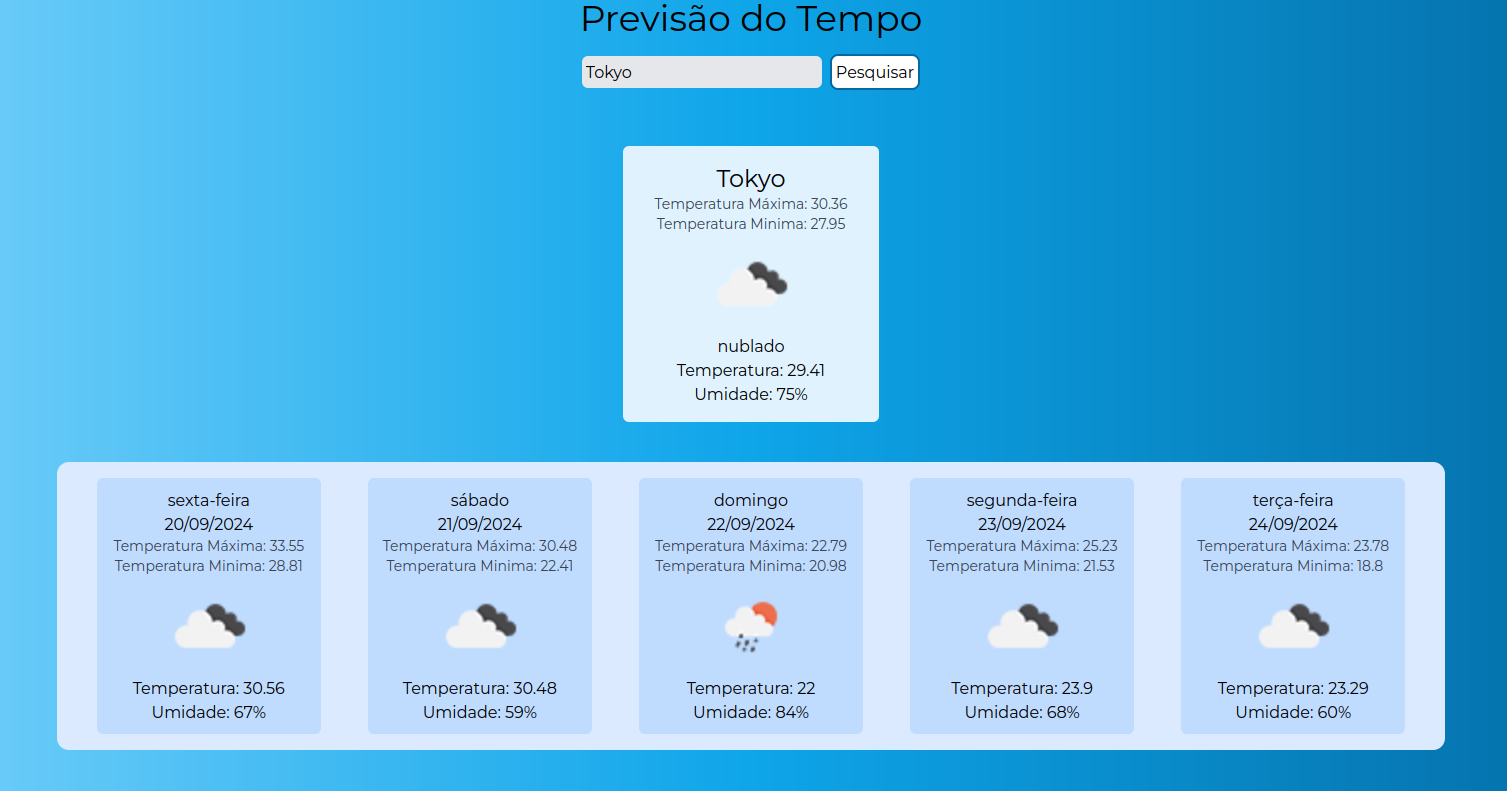 Previsão do Tempo
Tokyo
Pesquisar
Tokyo
Temperatura Máxima: 30.36
Temperatura Minima: 27.95
nublado
Temperatura: 29.41
Umidade: 75%
sexta-feira
20/09/2024
Temperatura Máxima: 33.55
Temperatura Minima: 28.81
Temperatura: 30.56
Umidade: 67%
sábado
21/09/2024
Temperatura Máxima: 30.48
Temperatura Minima: 22.41
Temperatura: 30.48
Umidade: 59%
domingo
22/09/2024
Temperatura Máxima: 22.79
Temperatura Minima: 20.98
Temperatura: 22
Umidade: 84%
segunda-feira
23/09/2024
Temperatura Máxima: 25.23
Temperatura Minima: 21.53
Temperatura: 23.9
Umidade: 68%
terça-feira
24/09/2024
Temperatura Máxima: 23.78
Temperatura Minima: 18.8
Temperatura: 23.29
Umidade: 60%